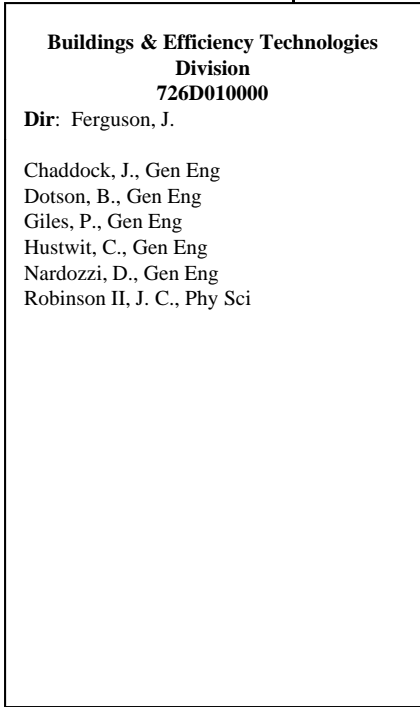 Buildings & Efficiency Technologies
Division
726D010000
Dir: Ferguson, J.
Chaddock, J., Gen Eng
Dotson, B., Gen Eng
Giles, P., Gen Eng
Hustwit, C., Gen Eng
Nardozzi, D., Gen Eng
Robinson II, J. C., Phy Sci